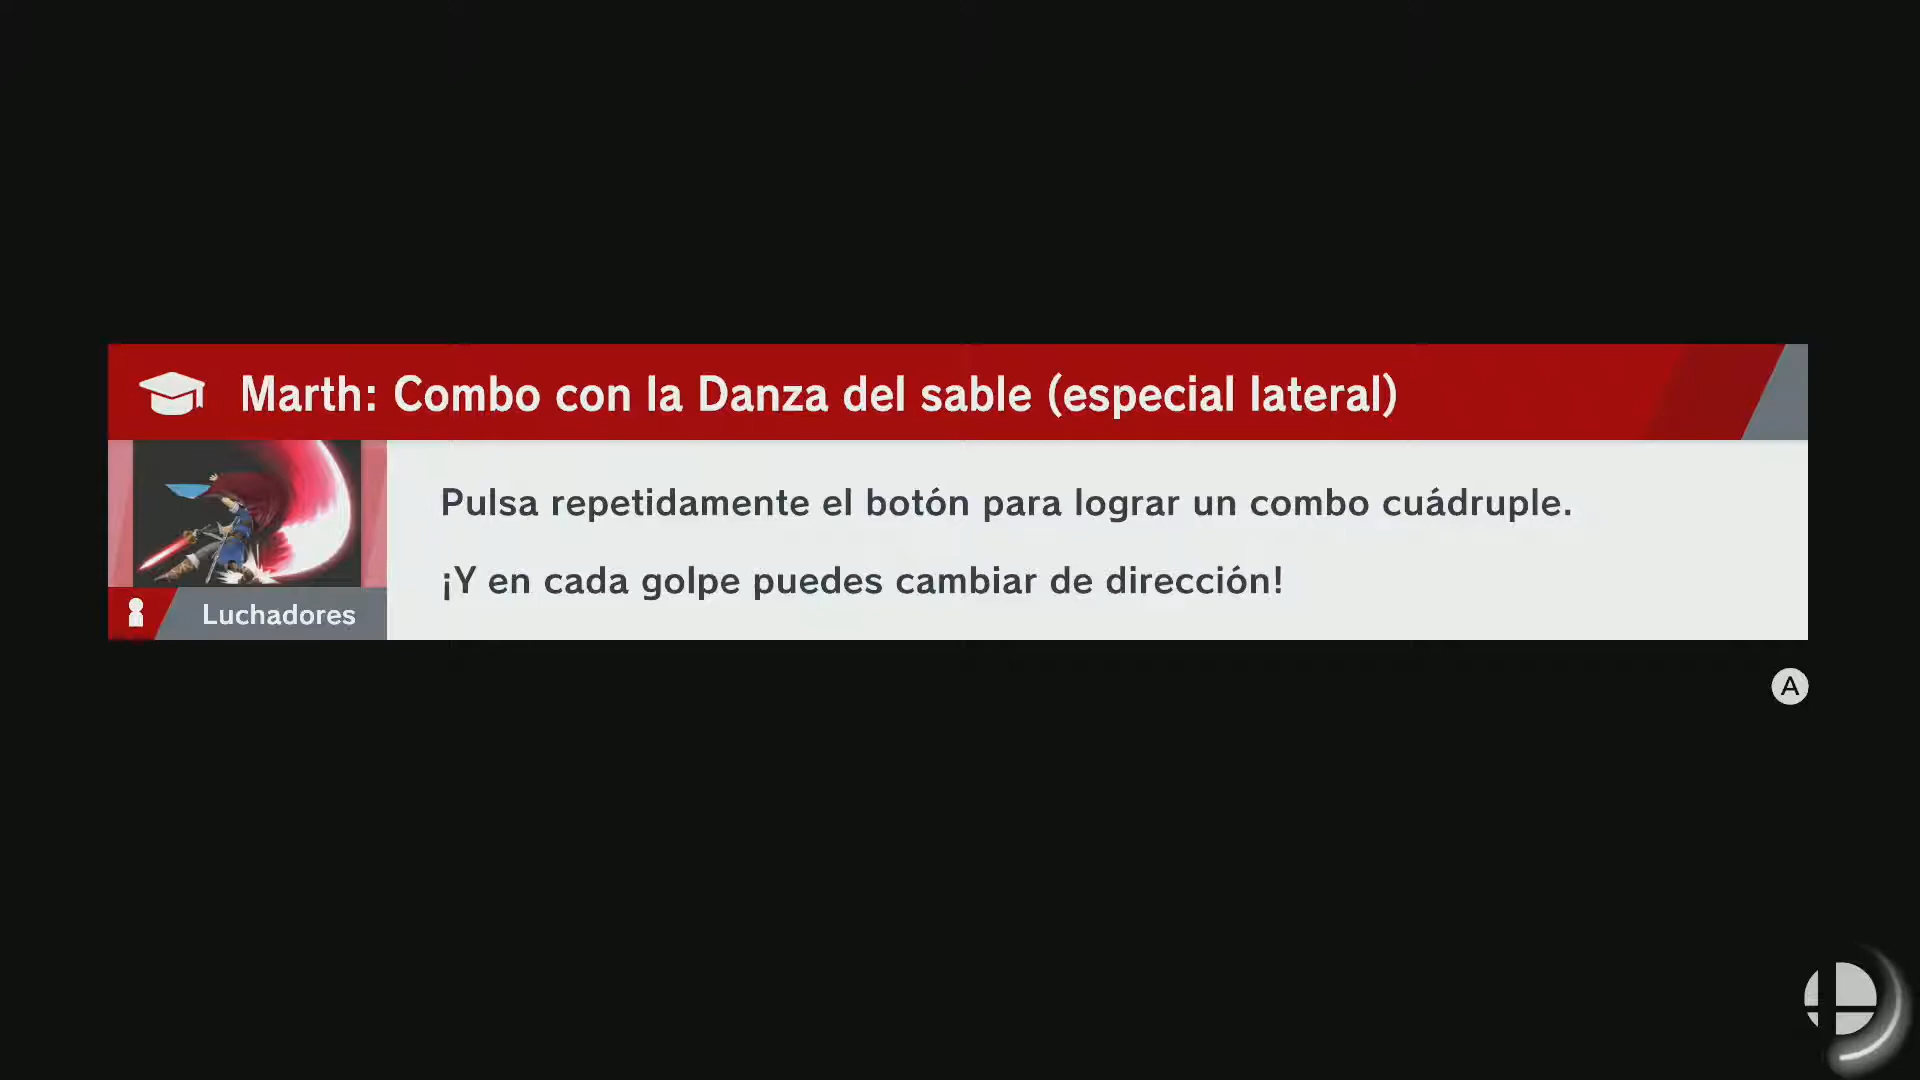 Marth: Combo con la Danza del sable (especial lateral)
Pulsa repetidamente el botón para lograr un combo cuádruple.
¡Y en cada golpe puedes cambiar de dirección!
Luchadores
A